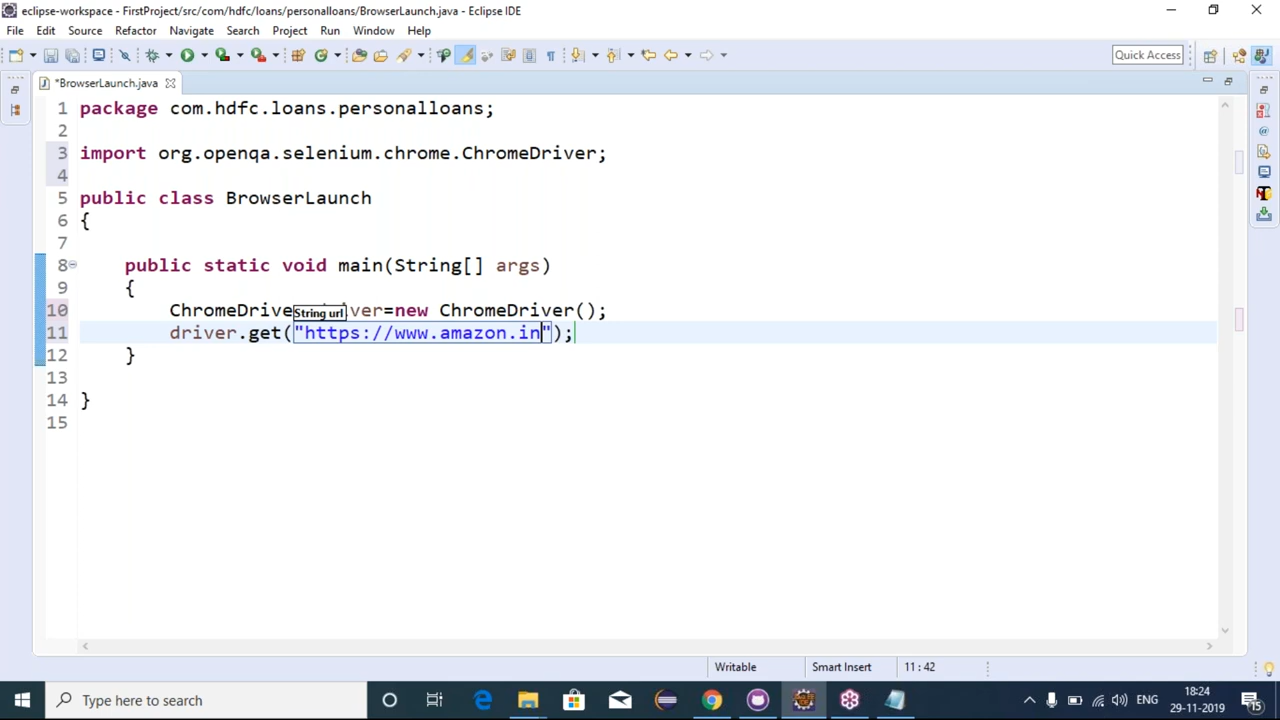 eclipse-workspace - FirstProject/src/com/hdfc/loans/personalloans/BrowserLaunch.java - Eclipse IDE
File Edit Source Refactor Navigate Search Project Run Window Help
Quick Access
*BrowserLaunch.java
1 package com.hdfc.loans.personalloans;
2
3 import org.openqa.selenium.chrome.ChromeDriver;
4
5 public class BrowserLaunch
6 {
7
8 public static void main(String[] args)
9 {
String url
10 ChromeDrive iver=new ChromeDriver();
11 driver.get("https://www.amazon.in");
12 }
13
14 }
15
Writable Smart Insert 11 : 42
Type here to search
ENG
18:24
29-11-2019
15